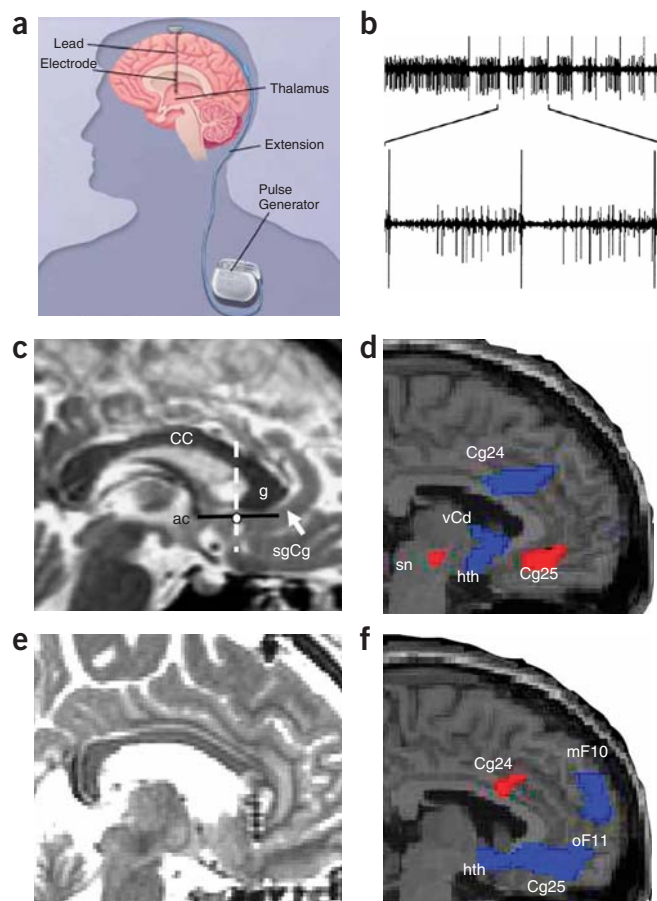 a
Lead
Electrode
Thalamus
Extension
Pulse
Generator
b
c
CC
g
ac
sgCg
d
Cg24
vCd
sn
hth
Cg25
e
f
mF10
Cg24
oF11
hth
Cg25